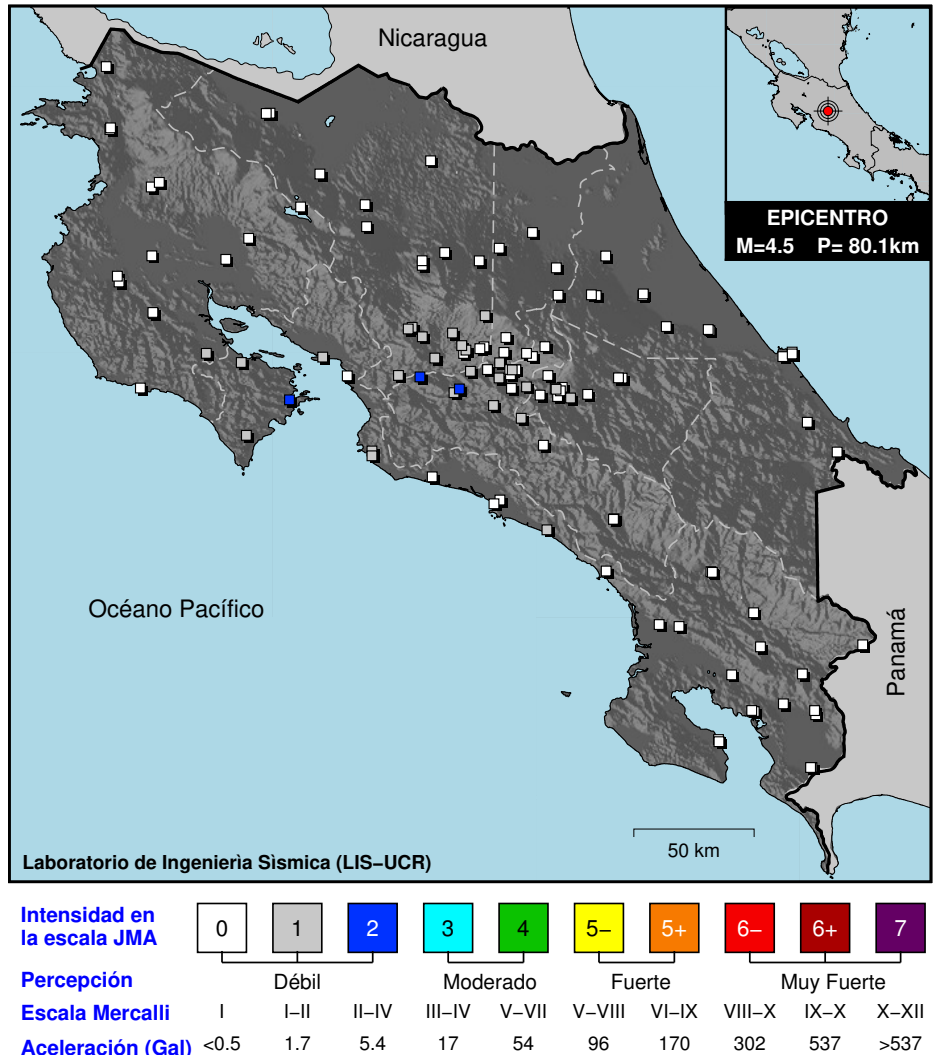 Nicaragua
EPICENTRO
M=4.5 P= 80.1km
Océano Pacífico
Panamá
50 km
Laboratorio de Ingenierìa Sìsmica (LIS−UCR)
Intensidad en
la escala JMA
0 1 2 3 4 5− 5+ 6− 6+ 7
Percepción Débil Moderado Fuerte Muy Fuerte
Escala Mercalli I I−II II−IV III−IV V−VII V−VIII VI−IX VIII−X IX−X X−XII
Aceleración (Gal) <0.5 1.7 5.4 17 54 96 170 302 537 >537